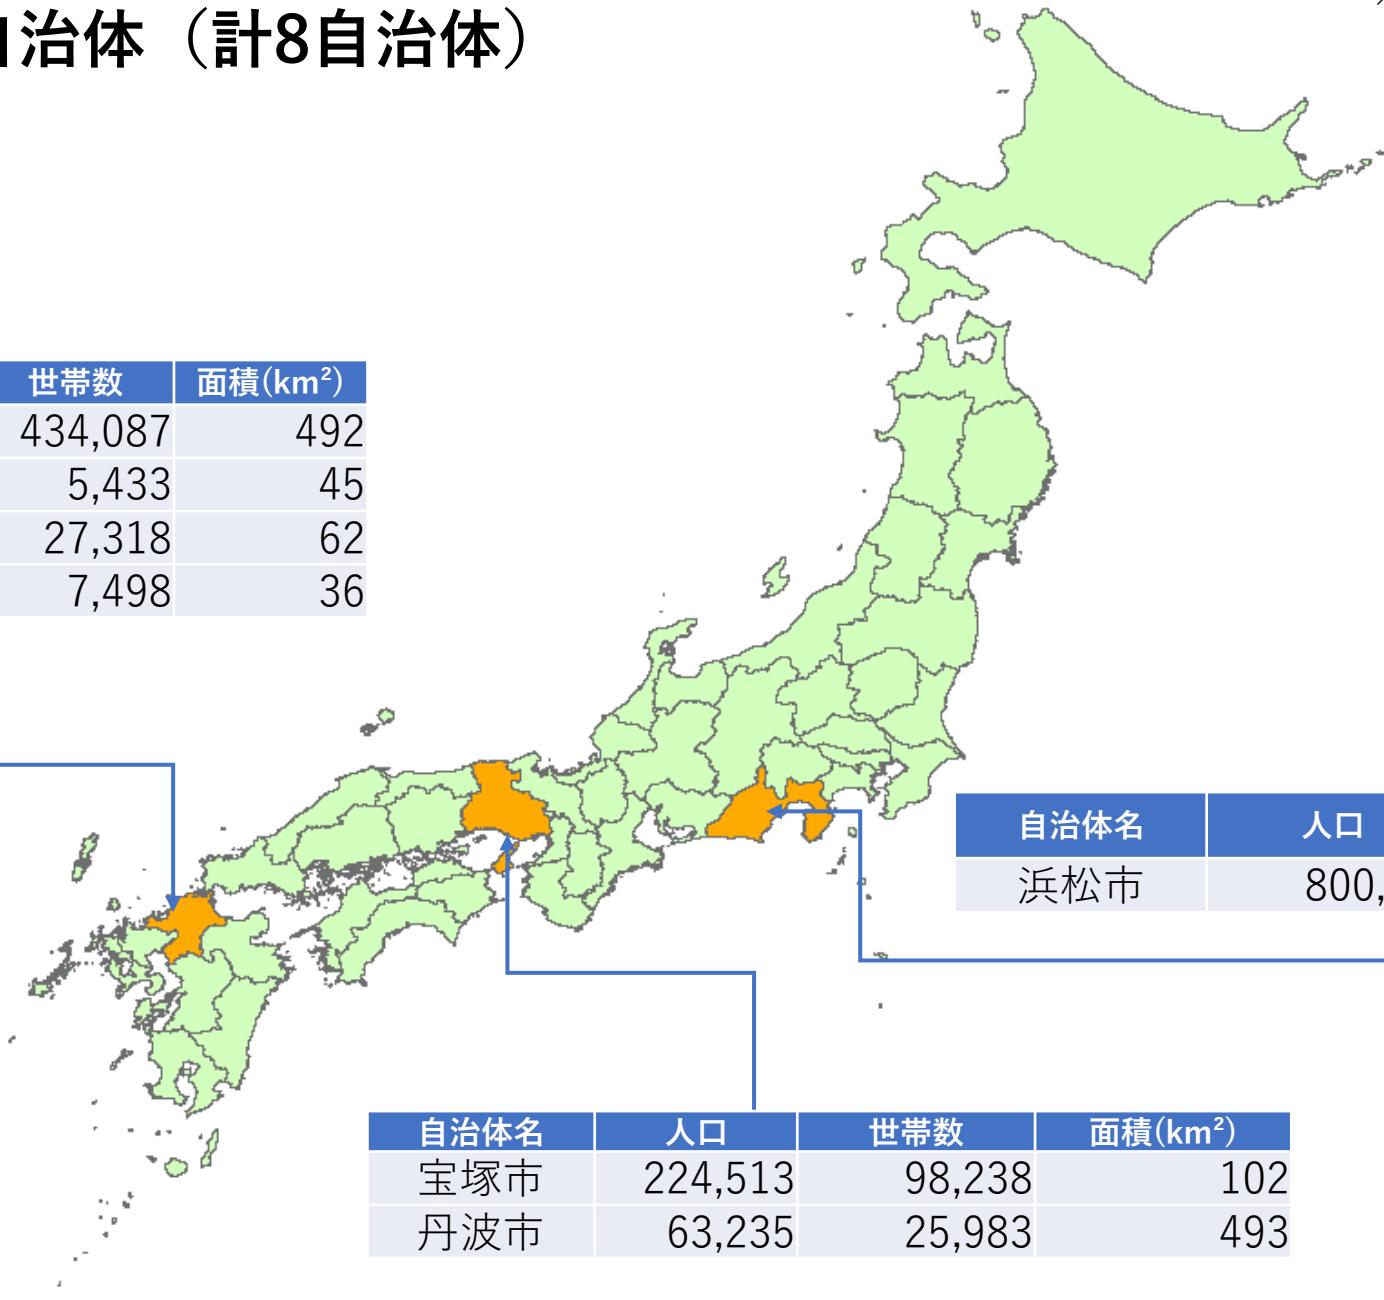 治体（計8自治体）
世帯数 面積(km²)
434,087 492
5,433 45
27,318 62
7,498 36
自治体名 人口
浜松市 800,
自治体名 人口 世帯数 面積(km²)
宝塚市 224,513 98,238 102
丹波市 63,235 25,983 493